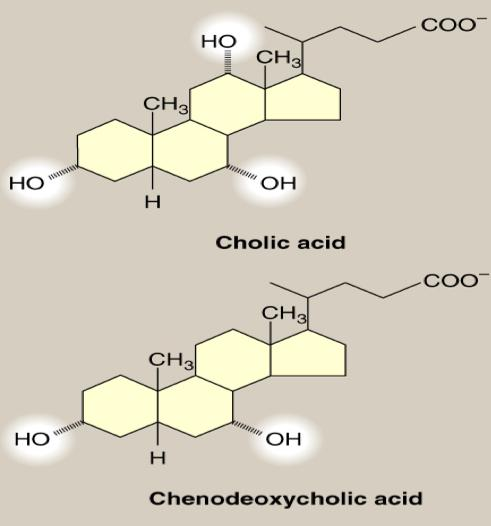 COO⁻
HO
CH₃
CH₃
HO
OH
H
Cholic acid
COO⁻
CH₃
CH₃
HO
OH
H
Chenodeoxycholic acid